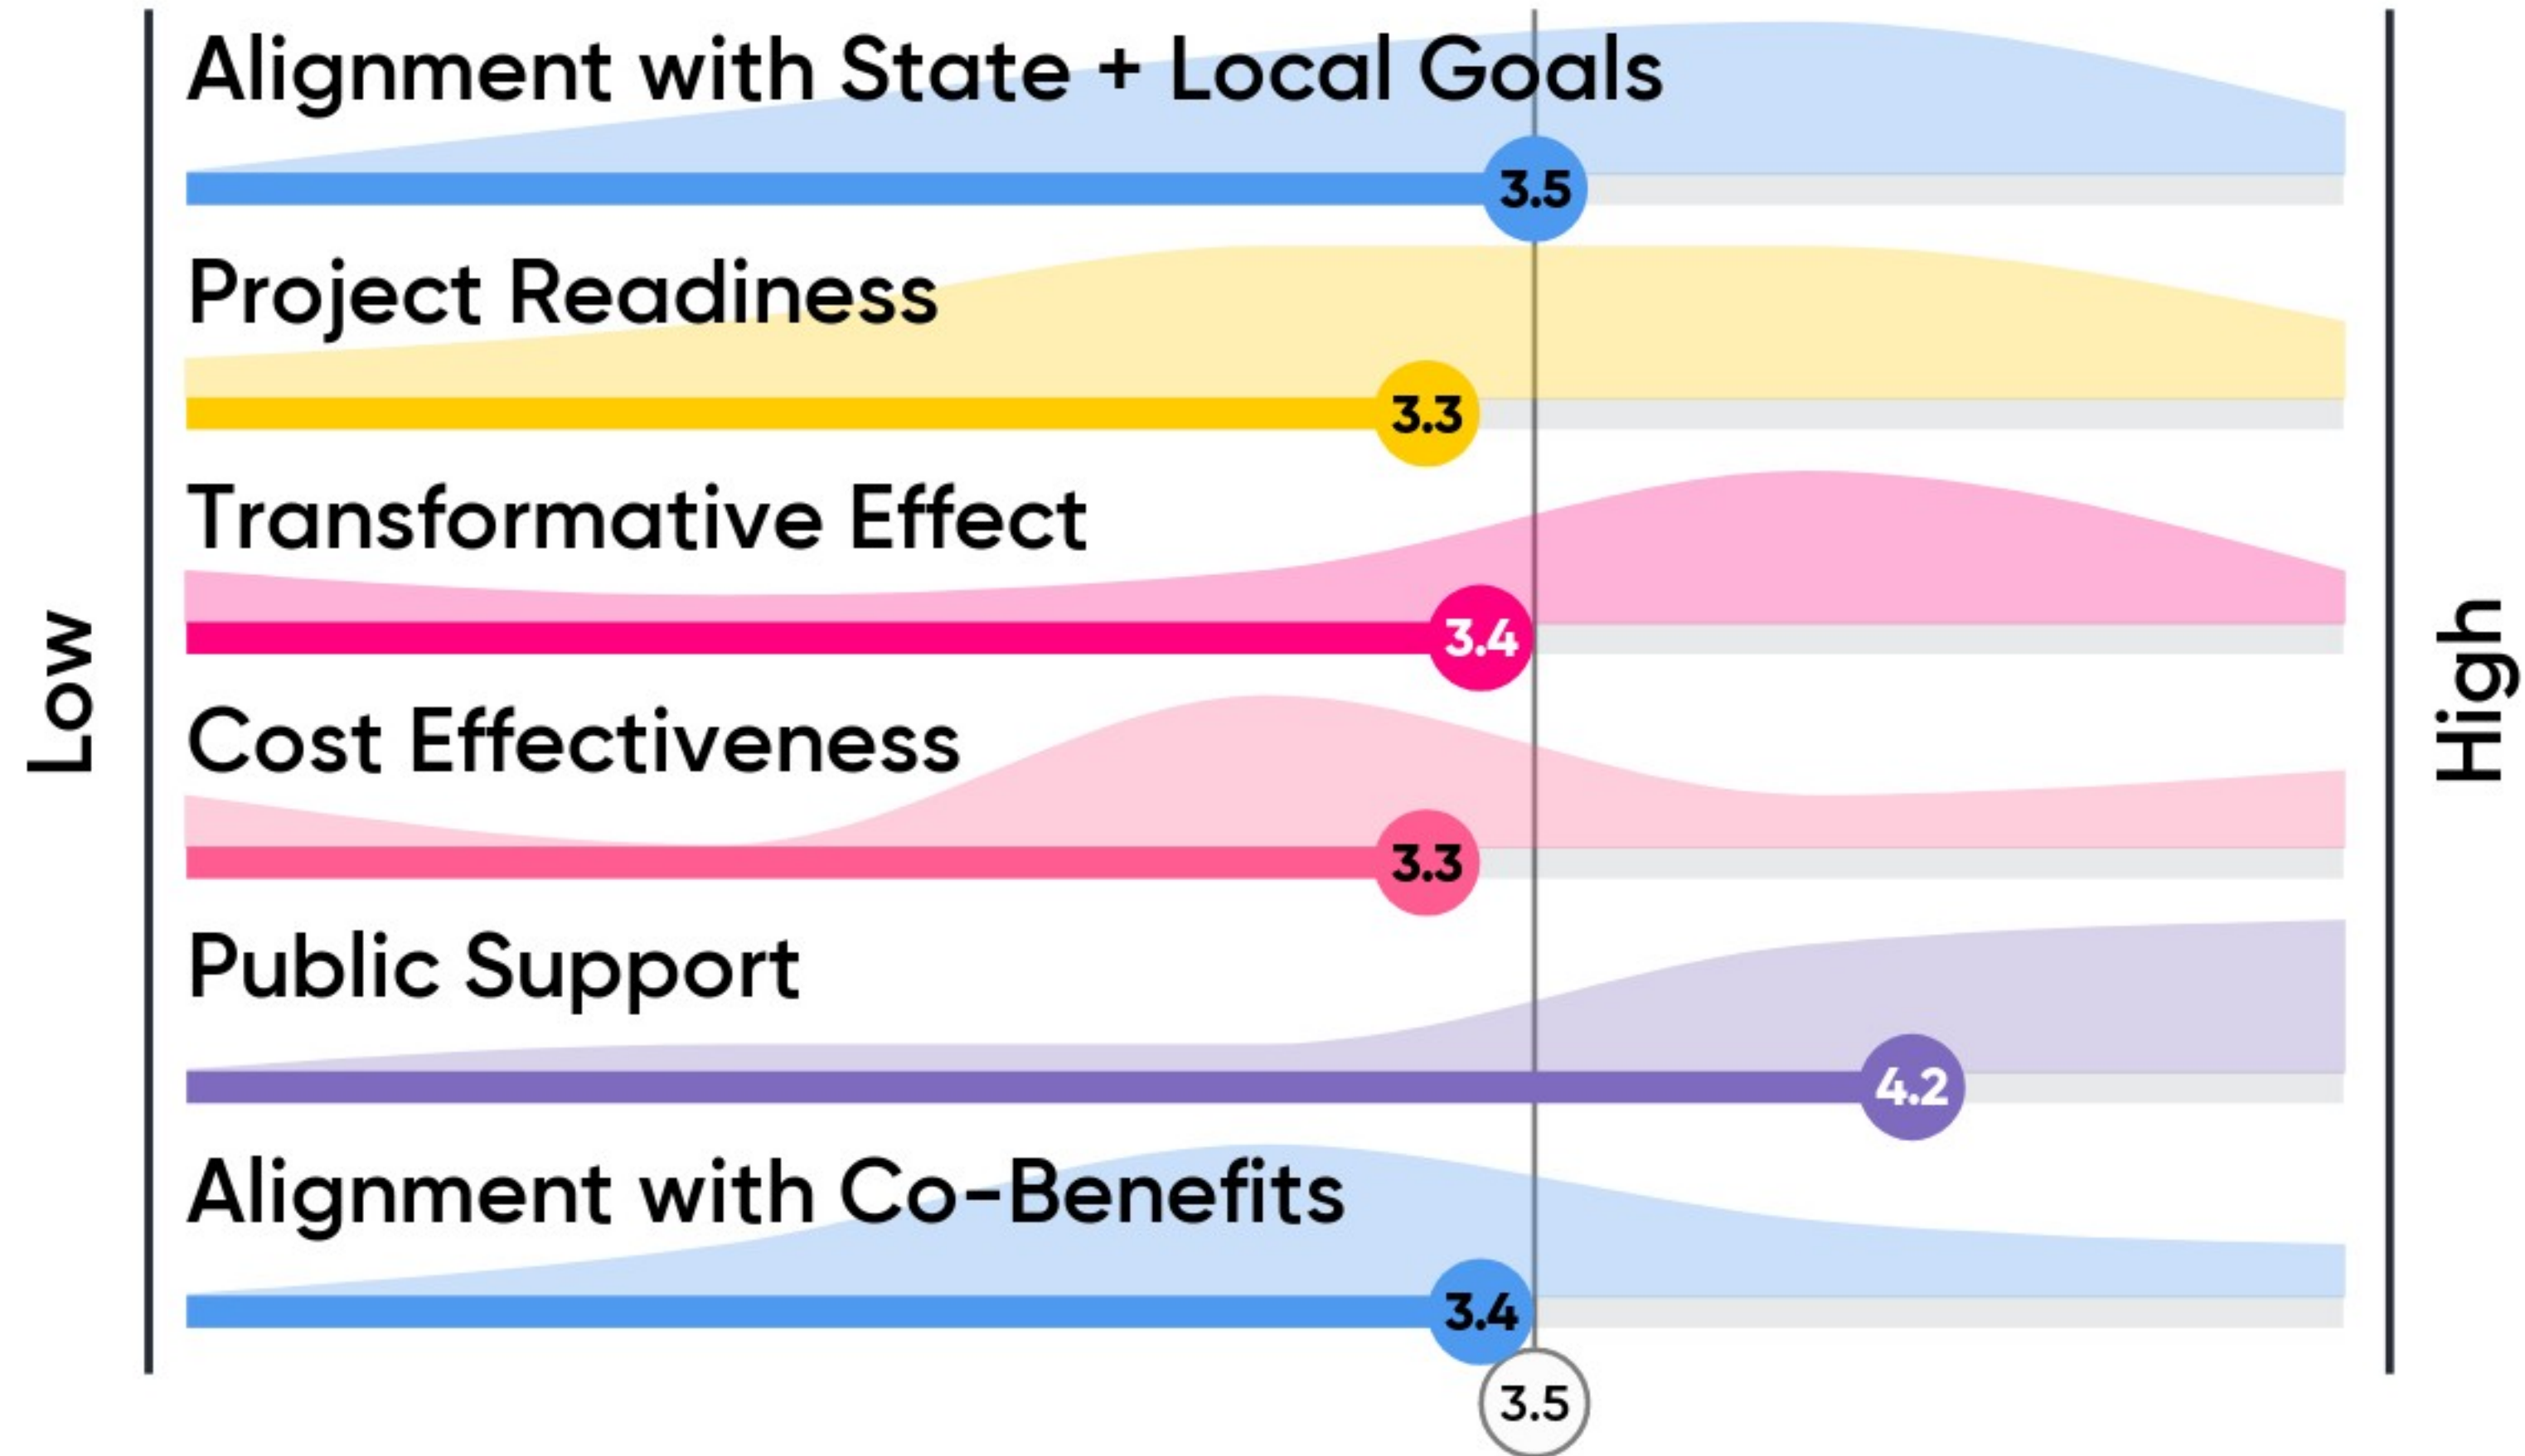 Alignment with State + Local Goals
3.5
Project Readiness
3.3
Transformative Effect
3.4
Low
High
Cost Effectiveness
3.3
Public Support
4.2
Alignment with Co-Benefits
3.4
3.5